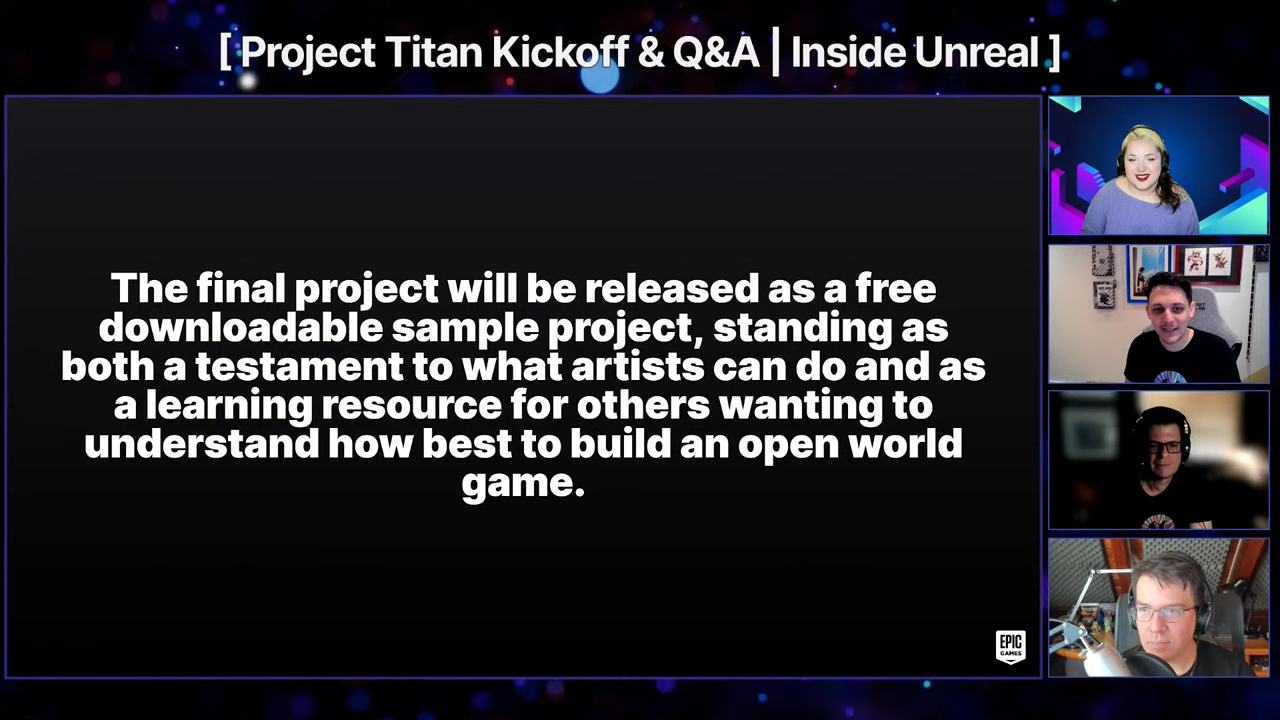 [ Project Titan Kickoff & Q&A | Inside Unreal ]
The final project will be released as a free
downloadable sample project, standing as
both a testament to what artists can do and as
a learning resource for others wanting to
understand how best to build an open world
game.
EPIC
GAMES